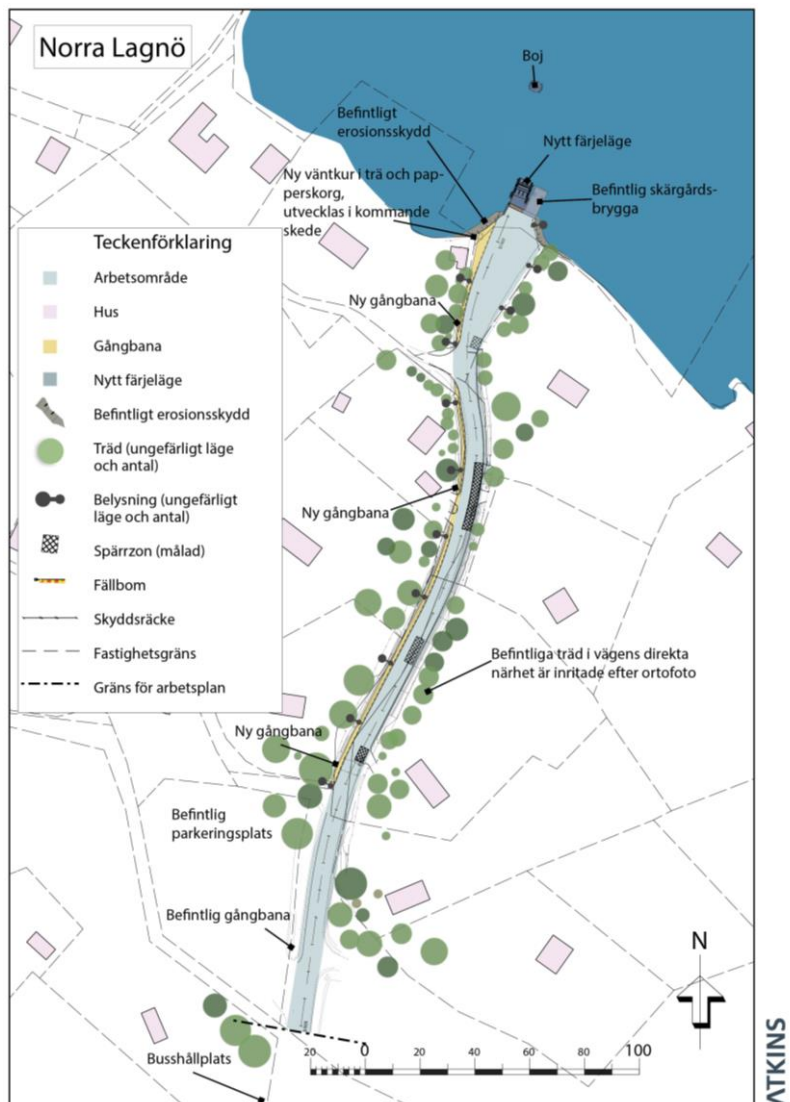 Norra Lagnö
Boj
Befintligt
erosionsskydd
Nytt färjeläge
Ny väntkur i trä och pap-
perskorg,
utvecklas i kommande
skede
Befintlig skärgårds-
brygga
Teckenförklaring
Arbetsområde
Hus
Gångbana
Nytt färjeläge
Befintligt erosionsskydd
Träd (ungefärligt läge
och antal)
Belysning (ungefärligt
läge och antal)
Spärrzon (målad)
Fällbom
Skyddsräcke
Fastighetsgräns
Gräns för arbetsplan
Ny gångbana
Ny gångbana
Befintliga träd i vägens direkta
närhet är inritade efter ortofoto
Ny gångbana
Befintlig
parkeringsplats
Befintlig gångbana
N
Busshållplats
20 0 20 40 60 80 100
ATKINS